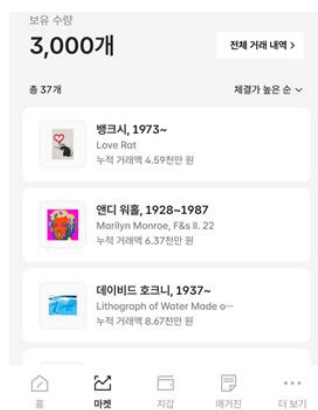 보유 수량
3,000개
전체 거래 내역 >
총 37개
체결가 높은 순
뱅크시, 1973~
Love Rat
누적 거래액 4.59천만 원
앤디 워홀, 1928~1987
Marilyn Monroe, F&s II. 22
누적 거래액 6.37천만 원
데이비드 호크니, 1937~
Lithograph of Water Made o…
누적 거래액 8.67천만 원
홈
마켓
지갑
매거진
더 보기